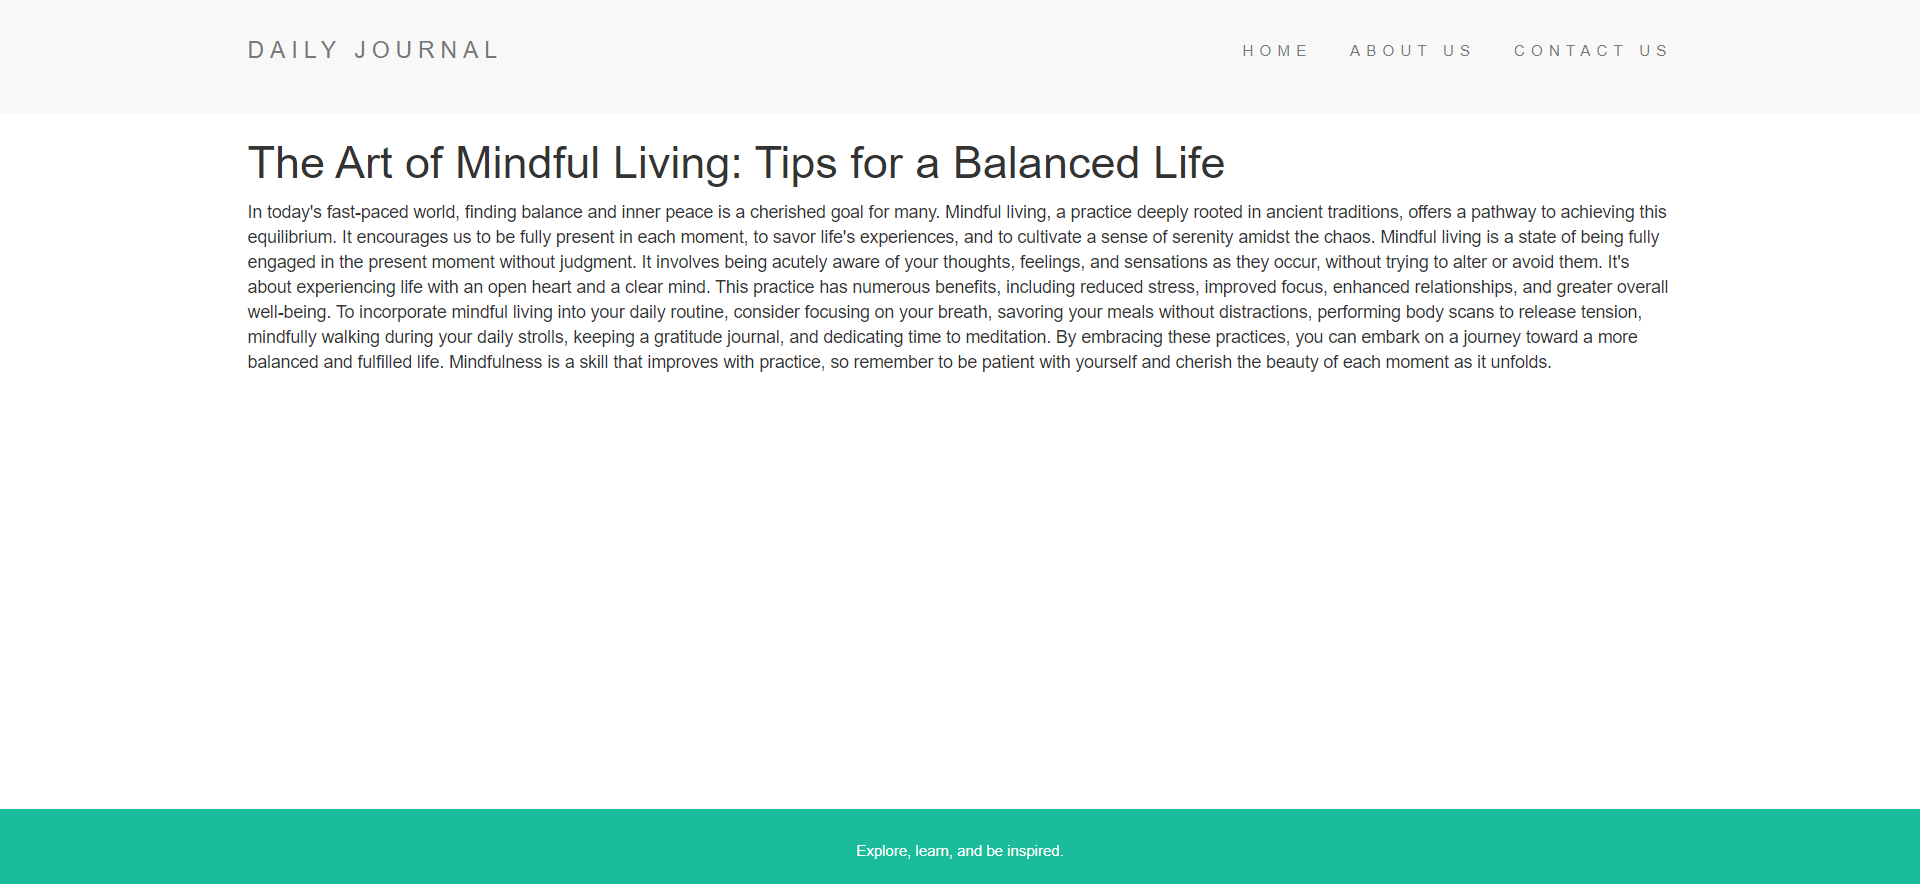 DAILY JOURNAL
HOME ABOUT US CONTACT US
The Art of Mindful Living: Tips for a Balanced Life
In today's fast-paced world, finding balance and inner peace is a cherished goal for many. Mindful living, a practice deeply rooted in ancient traditions, offers a pathway to achieving this
equilibrium. It encourages us to be fully present in each moment, to savor life's experiences, and to cultivate a sense of serenity amidst the chaos. Mindful living is a state of being fully
engaged in the present moment without judgment. It involves being acutely aware of your thoughts, feelings, and sensations as they occur, without trying to alter or avoid them. It's
about experiencing life with an open heart and a clear mind. This practice has numerous benefits, including reduced stress, improved focus, enhanced relationships, and greater overall
well-being. To incorporate mindful living into your daily routine, consider focusing on your breath, savoring your meals without distractions, performing body scans to release tension,
mindfully walking during your daily strolls, keeping a gratitude journal, and dedicating time to meditation. By embracing these practices, you can embark on a journey toward a more
balanced and fulfilled life. Mindfulness is a skill that improves with practice, so remember to be patient with yourself and cherish the beauty of each moment as it unfolds.
Explore, learn, and be inspired.